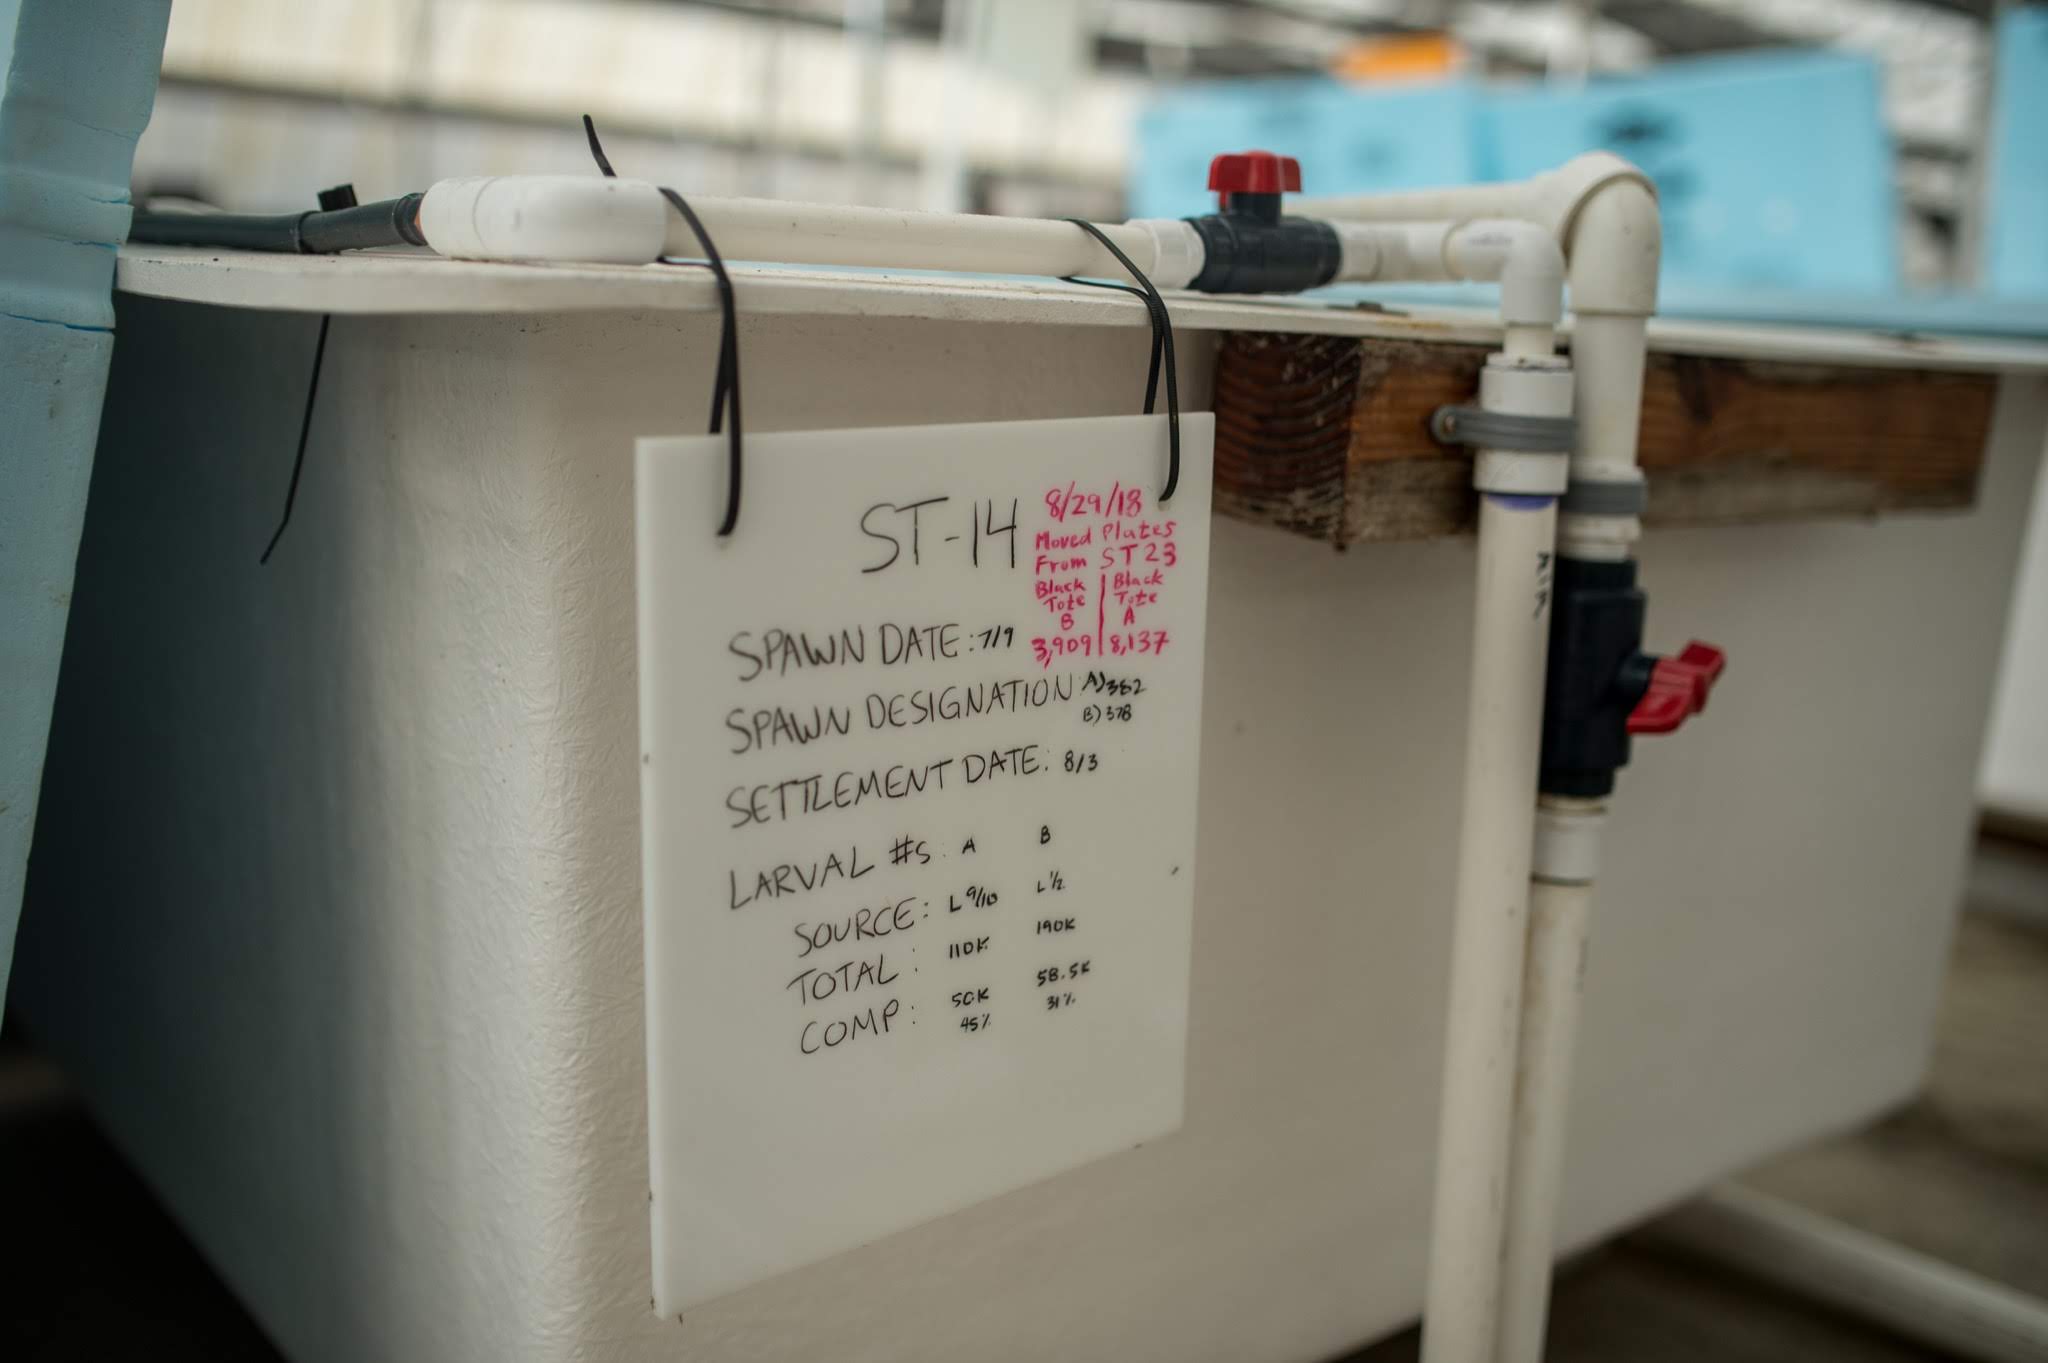 ST-14
8/29/18
Moved Plates
From ST23
Black Tote B 3,909
Black Tote A 8,137
SPAWN DATE: 7/9
SPAWN DESIGNATION: A) 382
B) 378
SETTLEMENT DATE: 8/3
LARVAL #S: A B
SOURCE: L 9/10 L 1/2
TOTAL: 110K 190K
COMP: 50K 58.5K
45% 31%